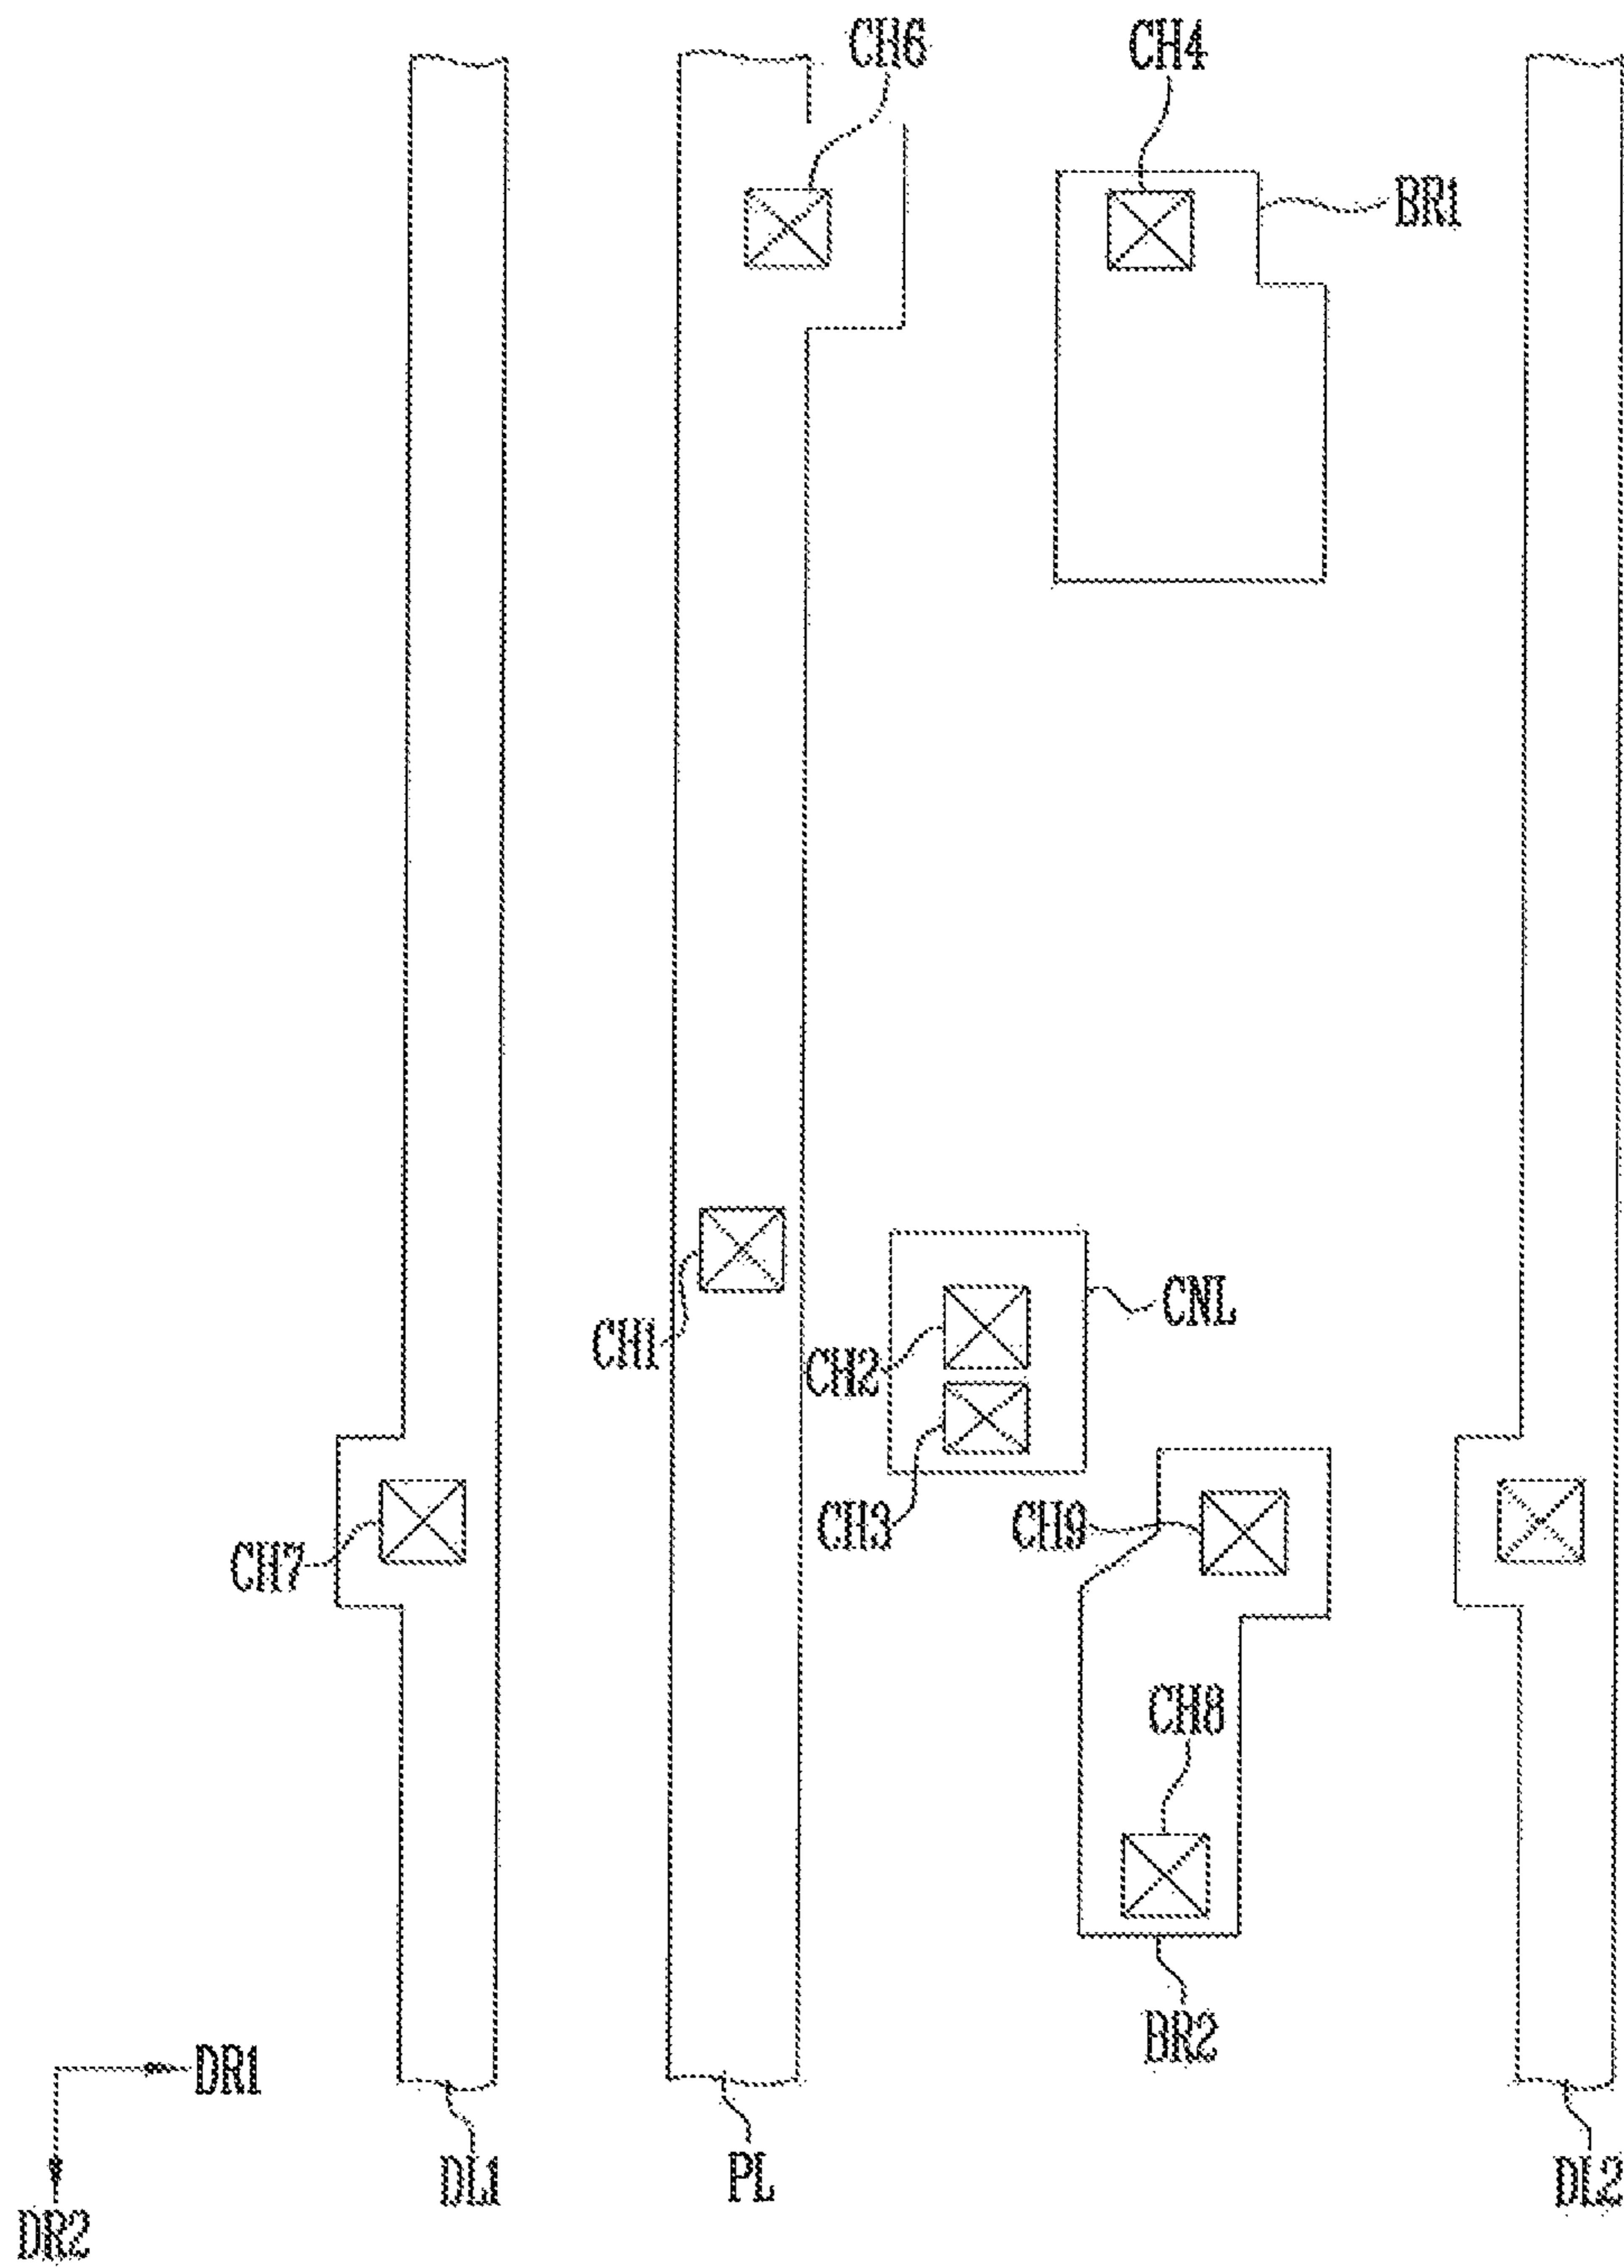 CH6
CH4
BR1
CH1
CH2
CNL
CH3
CH9
CH7
CH8
BR2
DR1
DL1
PL
DL2
DR2